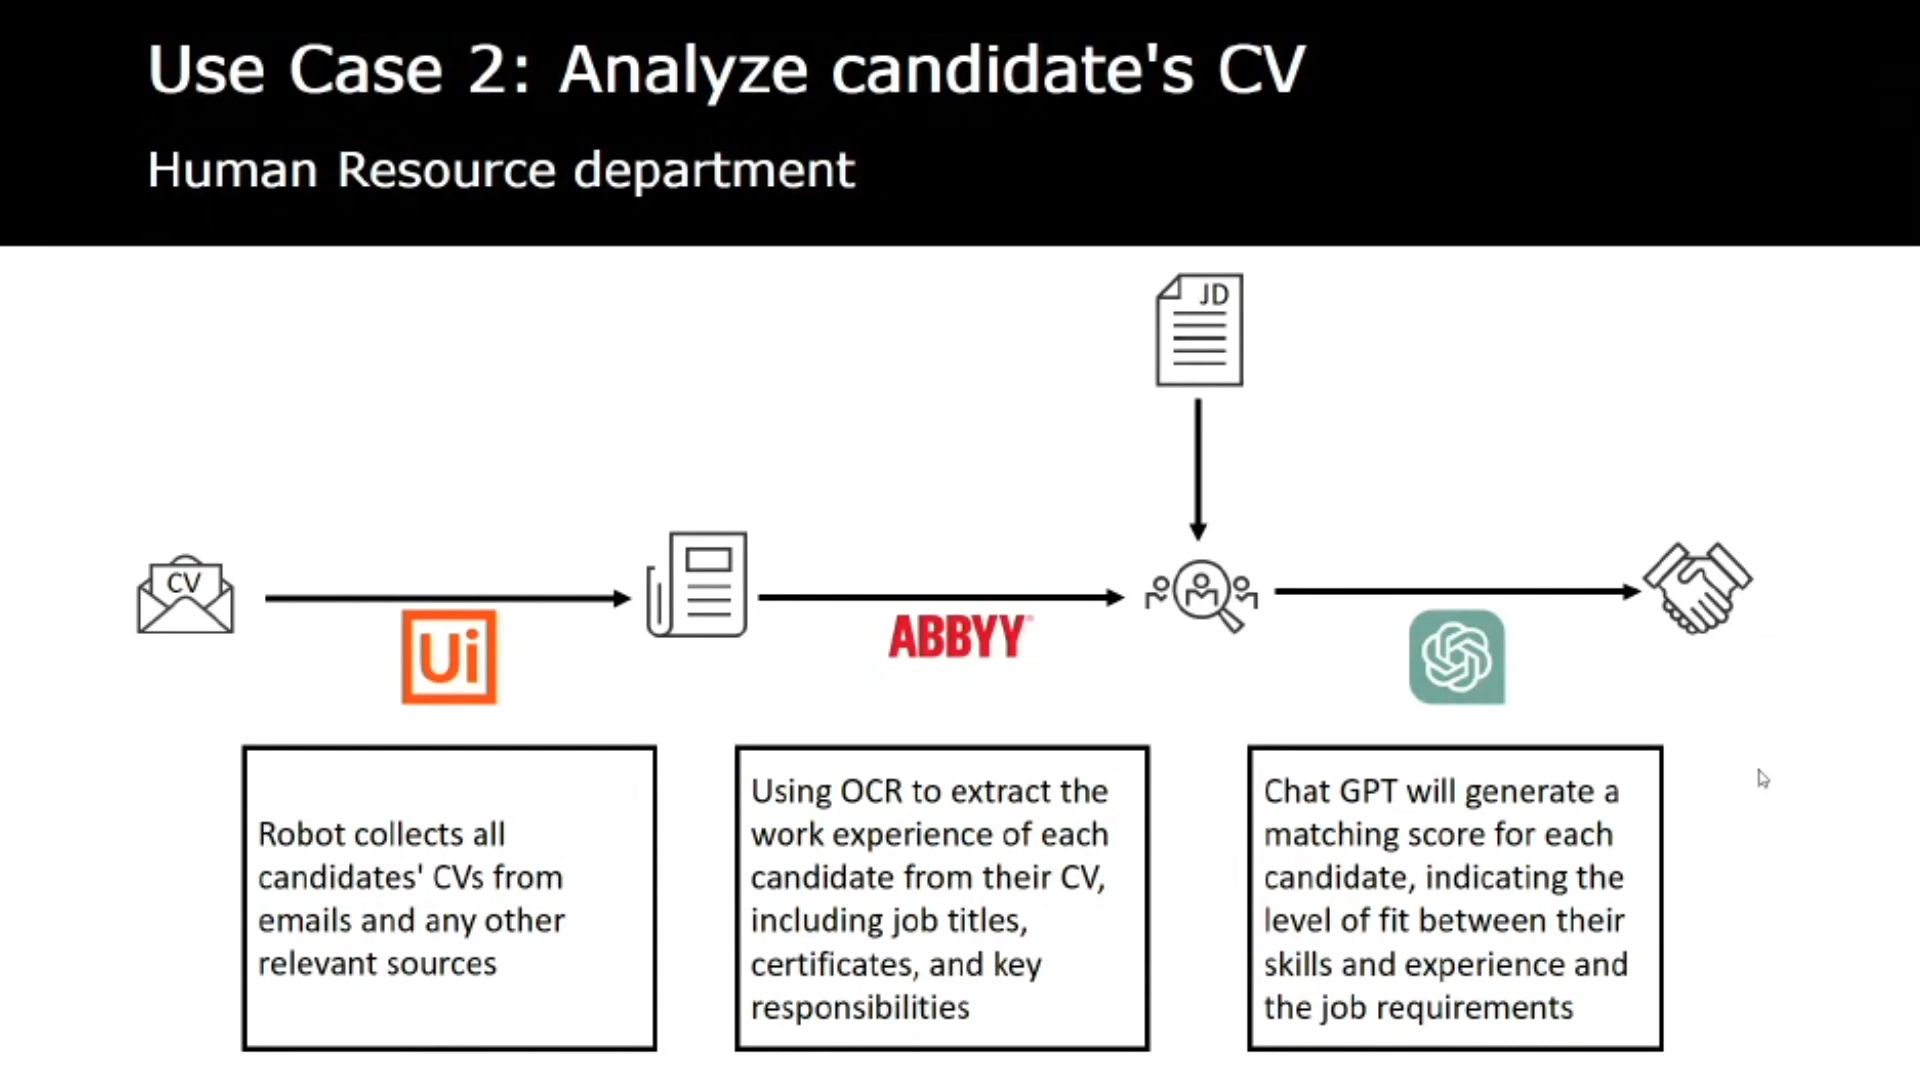 Use Case 2: Analyze candidate's CV
Human Resource department
JD
CV
Ui
ABBYY
Robot collects all
candidates' CVs from
emails and any other
relevant sources
Using OCR to extract the
work experience of each
candidate from their CV,
including job titles,
certificates, and key
responsibilities
Chat GPT will generate a
matching score for each
candidate, indicating the
level of fit between their
skills and experience and
the job requirements